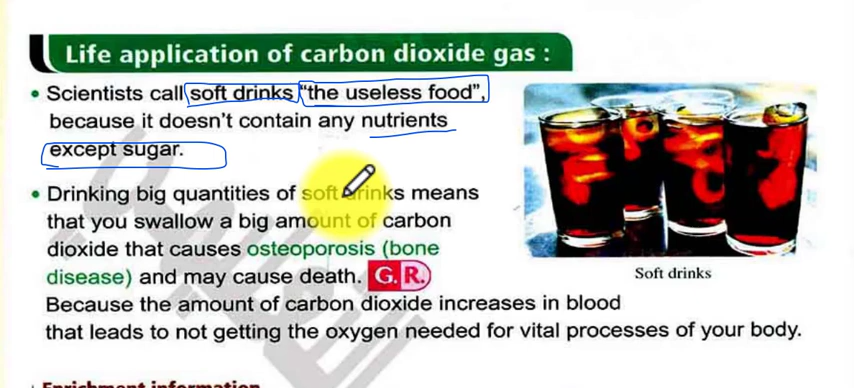 Life application of carbon dioxide gas :
• Scientists call soft drinks "the useless food",
because it doesn't contain any nutrients
except sugar.
• Drinking big quantities of soft drinks means
that you swallow a big amount of carbon
dioxide that causes osteoporosis (bone
disease) and may cause death. G.R.
Soft drinks
Because the amount of carbon dioxide increases in blood
that leads to not getting the oxygen needed for vital processes of your body.
Enrichment information